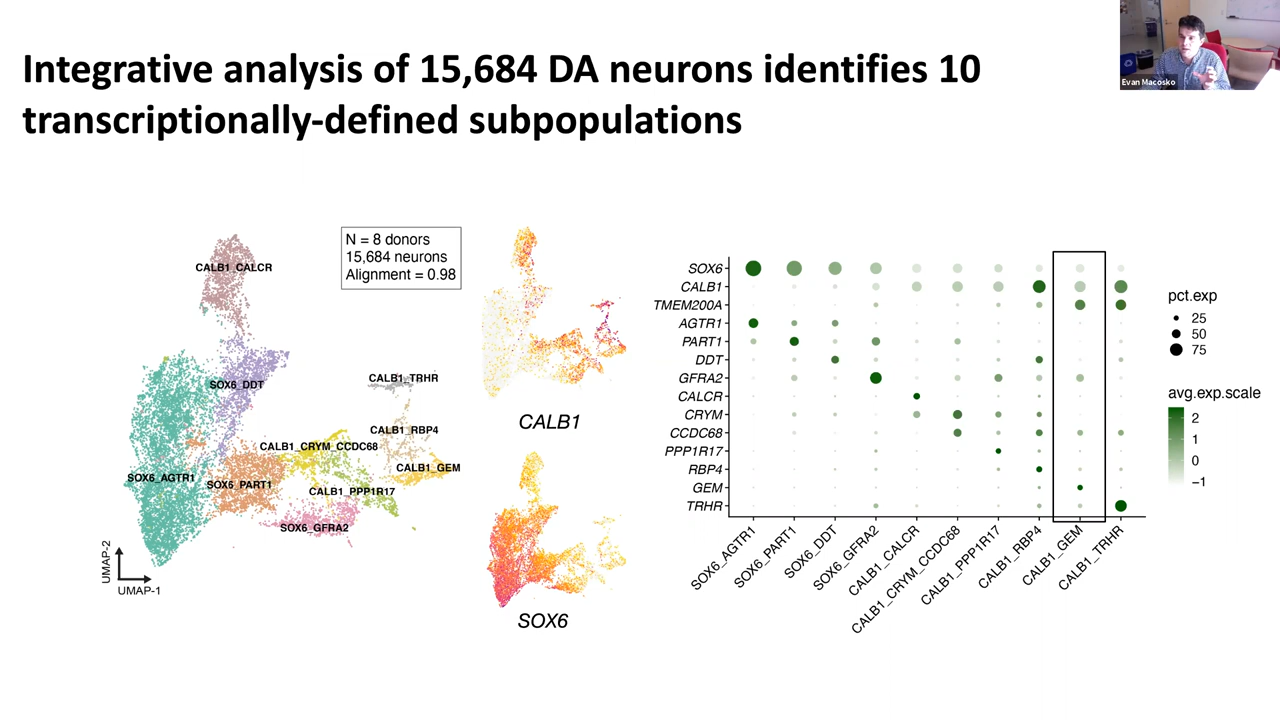 Integrative analysis of 15,684 DA neurons identifies 10
transcriptionally-defined subpopulations
Evan Macosko
N = 8 donors
15,684 neurons
Alignment = 0.98
CALB1_CALCR
SOX6_DDT
CALB1_TRHR
CALB1_RBP4
CALB1_CRYM_CCDC68
CALB1_GEM
SOX6_AGTR1
SOX6_PART1
CALB1_PPP1R17
SOX6_GFRA2
UMAP-2
UMAP-1
CALB1
SOX6
SOX6
CALB1
TMEM200A
AGTR1
PART1
DDT
GFRA2
CALCR
CRYM
CCDC68
PPP1R17
RBP4
GEM
TRHR
SOX6_AGTR1
SOX6_PART1
SOX6_DDT
SOX6_GFRA2
CALB1_CALCR
CALB1_CRYM_CCDC68
CALB1_PPP1R17
CALB1_RBP4
CALB1_GEM
CALB1_TRHR
pct.exp
25
50
75
avg.exp.scale
2
1
0
−1